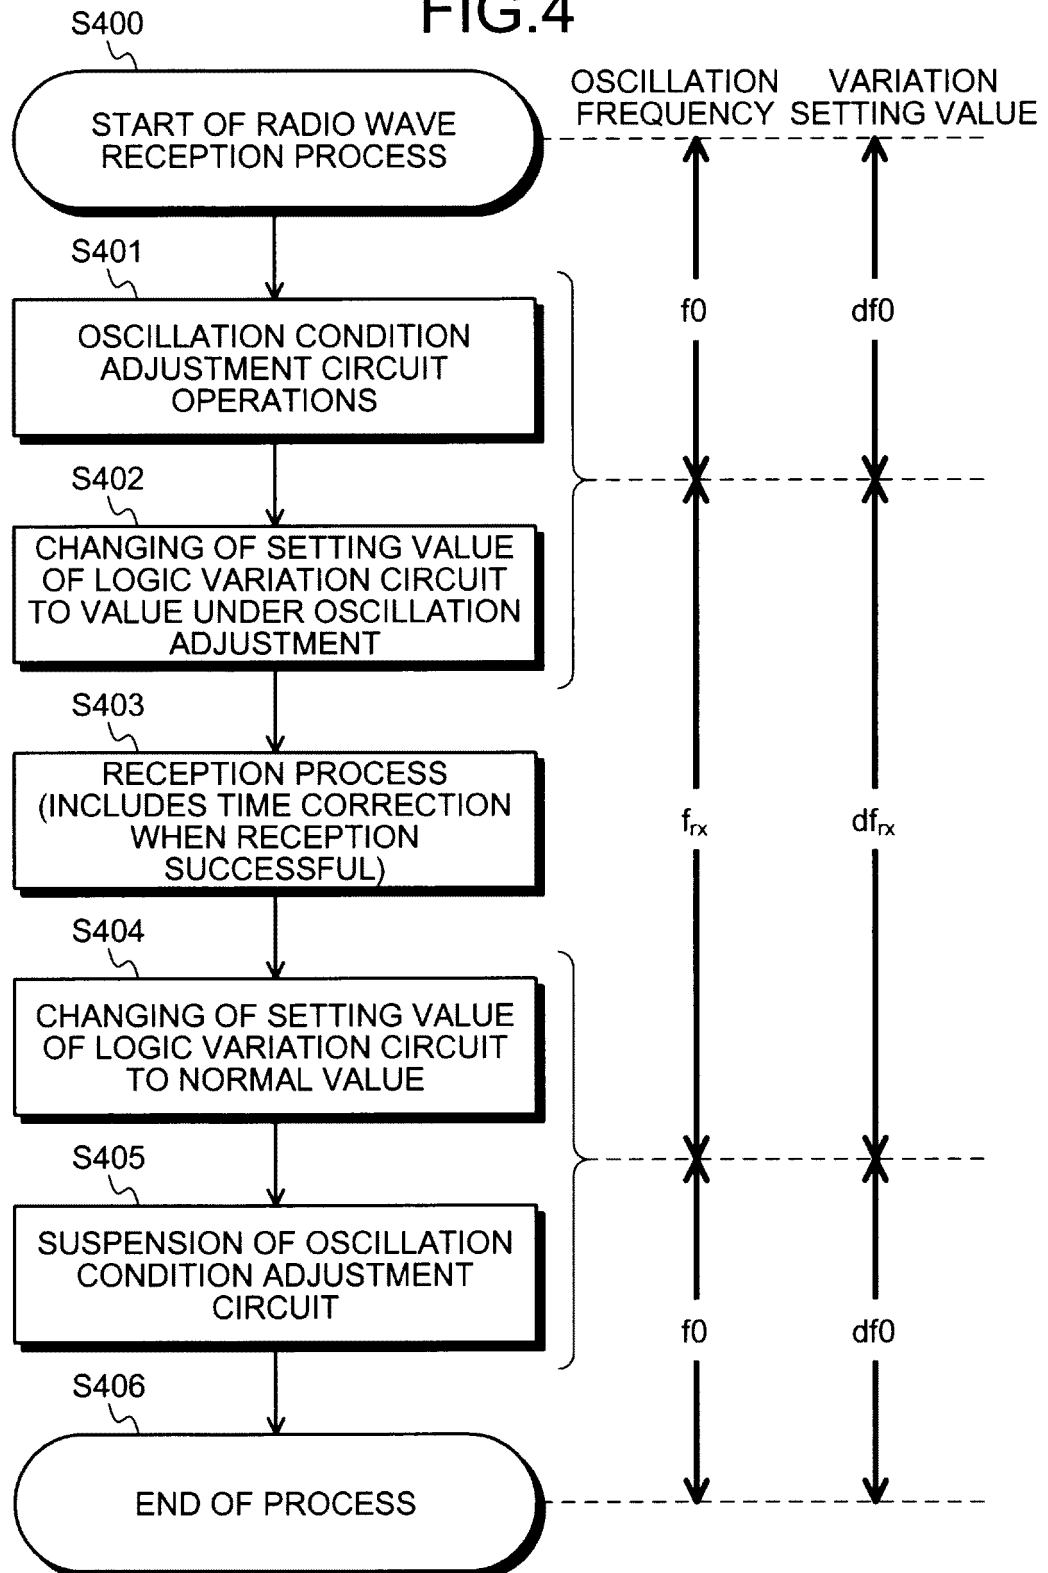 FIG.4
S400
START OF RADIO WAVE
RECEPTION PROCESS
OSCILLATION
FREQUENCY
VARIATION
SETTING VALUE
S401
OSCILLATION CONDITION
ADJUSTMENT CIRCUIT
OPERATIONS
f0
df0
S402
CHANGING OF SETTING VALUE
OF LOGIC VARIATION CIRCUIT
TO VALUE UNDER OSCILLATION
ADJUSTMENT
S403
RECEPTION PROCESS
(INCLUDES TIME CORRECTION
WHEN RECEPTION
SUCCESSFUL)
frx
dfrx
S404
CHANGING OF SETTING VALUE
OF LOGIC VARIATION CIRCUIT
TO NORMAL VALUE
S405
SUSPENSION OF OSCILLATION
CONDITION ADJUSTMENT
CIRCUIT
f0
df0
S406
END OF PROCESS